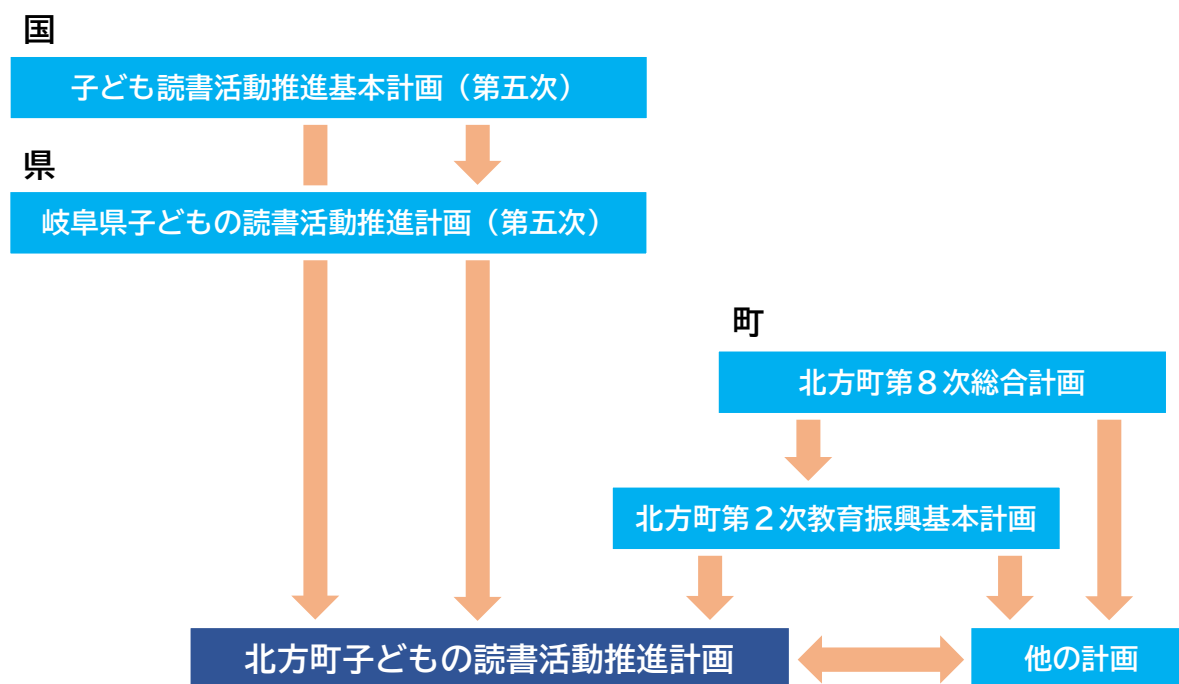 国
子ども読書活動推進基本計画（第五次）
県
岐阜県子どもの読書活動推進計画（第五次）
町
北方町第８次総合計画
北方町第２次教育振興基本計画
北方町子どもの読書活動推進計画
他の計画